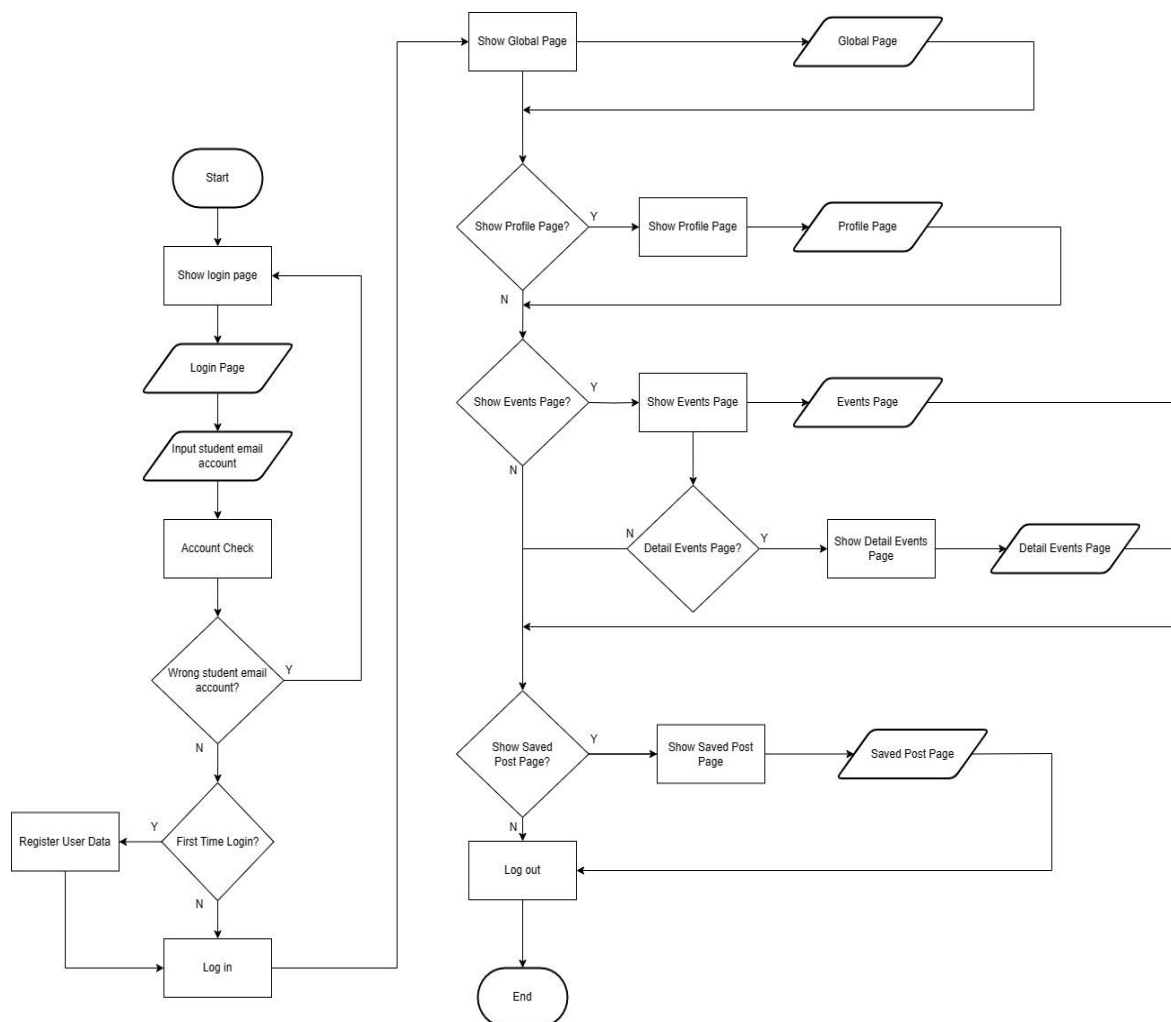 Start
Show login page
Login Page
Input student email
account
Account Check
Wrong student email
account?
Y
N
First Time Login?
Y
Register User Data
N
Log in
Show Global Page
Global Page
Show Profile Page?
Y
Show Profile Page
Profile Page
N
Show Events Page?
Y
Show Events Page
Events Page
N
Detail Events Page?
N
Y
Show Detail Events
Page
Detail Events Page
Show Saved
Post Page?
Y
Show Saved Post
Page
Saved Post Page
N
Log out
End